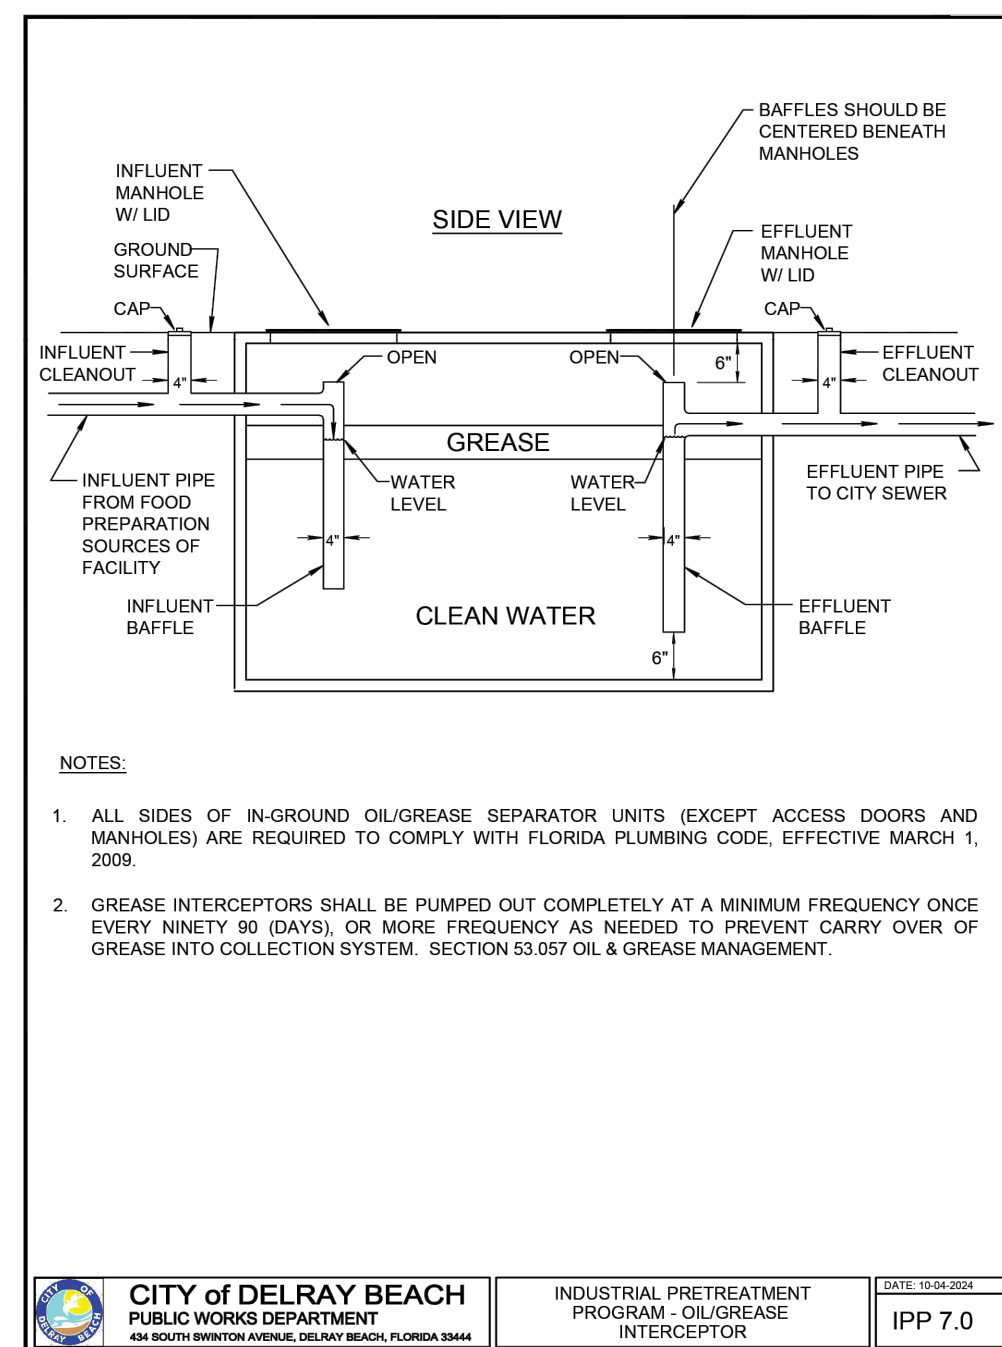 BAFFLES SHOULD BE
CENTERED BENEATH
MANHOLES
INFLUENT
MANHOLE
W/ LID
SIDE VIEW
EFFLUENT
MANHOLE
W/ LID
GROUND
SURFACE
CAP
CAP
INFLUENT
CLEANOUT
4"
OPEN
OPEN
6"
4"
EFFLUENT
CLEANOUT
GREASE
INFLUENT PIPE
FROM FOOD
PREPARATION
SOURCES OF
FACILITY
WATER
LEVEL
WATER
LEVEL
EFFLUENT PIPE
TO CITY SEWER
4"
4"
INFLUENT
BAFFLE
CLEAN WATER
EFFLUENT
BAFFLE
6"
NOTES:
1. ALL SIDES OF IN-GROUND OIL/GREASE SEPARATOR UNITS (EXCEPT ACCESS DOORS AND
MANHOLES) ARE REQUIRED TO COMPLY WITH FLORIDA PLUMBING CODE, EFFECTIVE MARCH 1,
2009.
2. GREASE INTERCEPTORS SHALL BE PUMPED OUT COMPLETELY AT A MINIMUM FREQUENCY ONCE
EVERY NINETY 90 (DAYS), OR MORE FREQUENCY AS NEEDED TO PREVENT CARRY OVER OF
GREASE INTO COLLECTION SYSTEM. SECTION 53.057 OIL & GREASE MANAGEMENT.
CITY OF
DELRAY BEACH
CITY of DELRAY BEACH
PUBLIC WORKS DEPARTMENT
434 SOUTH SWINTON AVENUE, DELRAY BEACH, FLORIDA 33444
INDUSTRIAL PRETREATMENT
PROGRAM - OIL/GREASE
INTERCEPTOR
DATE: 10-04-2024
IPP 7.0